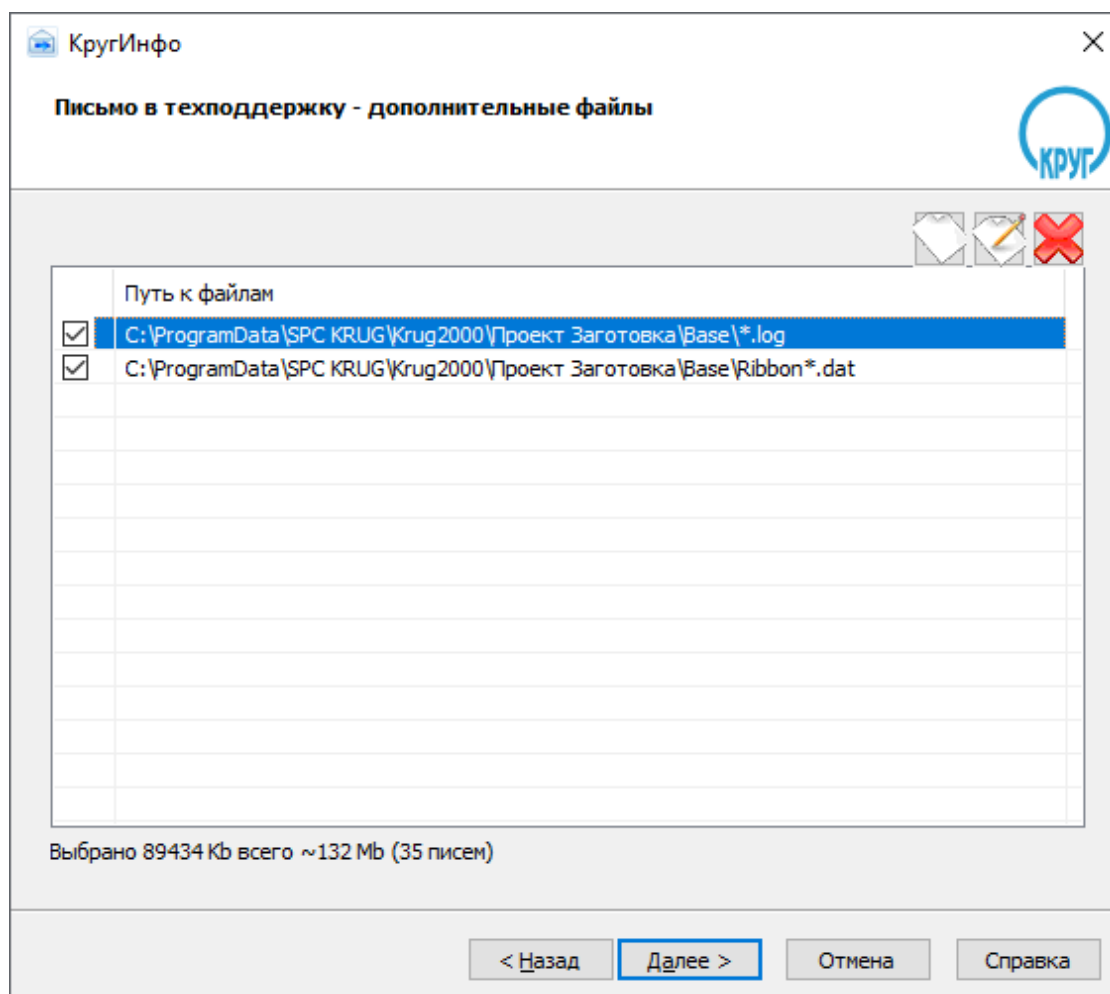 КругИнфо
Письмо в техподдержку - дополнительные файлы
КРУГ
Путь к файлам
C:\ProgramData\SPC KRUG\Krug2000\Проект Заготовка\Base\*.log
C:\ProgramData\SPC KRUG\Krug2000\Проект Заготовка\Base\Ribbon*.dat
Выбрано 89434 Kb всего ~132 Mb (35 писем)
< Назад Далее > Отмена Справка